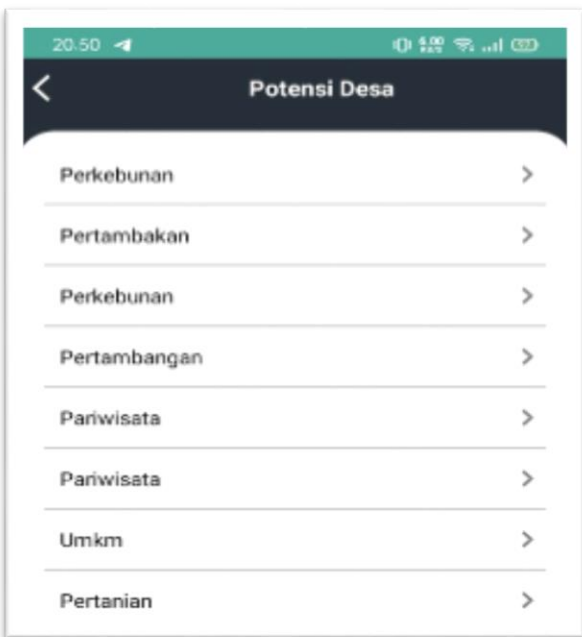 20.50
Potensi Desa
Perkebunan
Pertambakan
Perkebunan
Pertambangan
Pariwisata
Pariwisata
Umkm
Pertanian